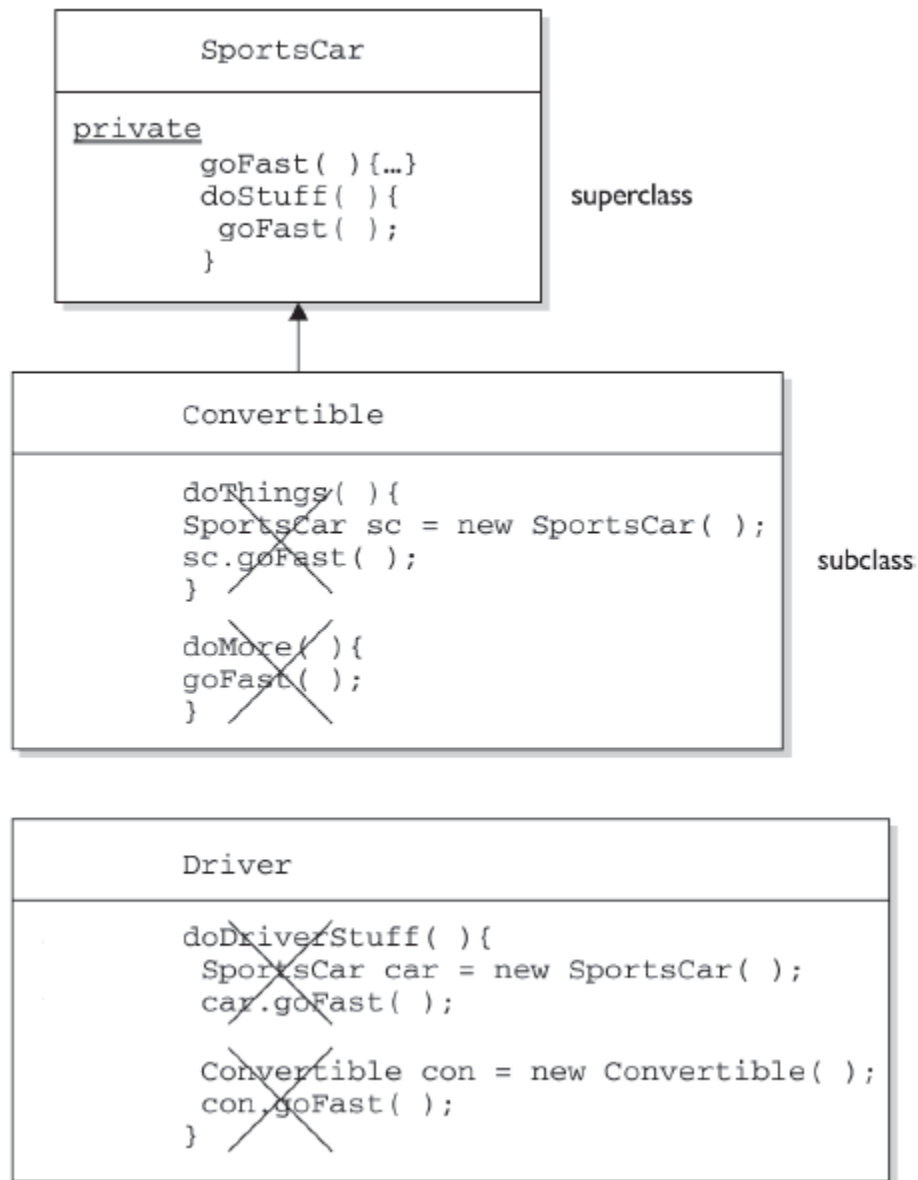 SportsCar
private
goFast( ){…}
doStuff( ){
goFast( );
}
superclass
Convertible
doThings( ){
SportsCar sc = new SportsCar( );
sc.goFast( );
}
subclass
doMore( ){
goFast( );
}
Driver
doDriverStuff( ){
SportsCar car = new SportsCar( );
car.goFast( );
Convertible con = new Convertible( );
con.goFast( );
}